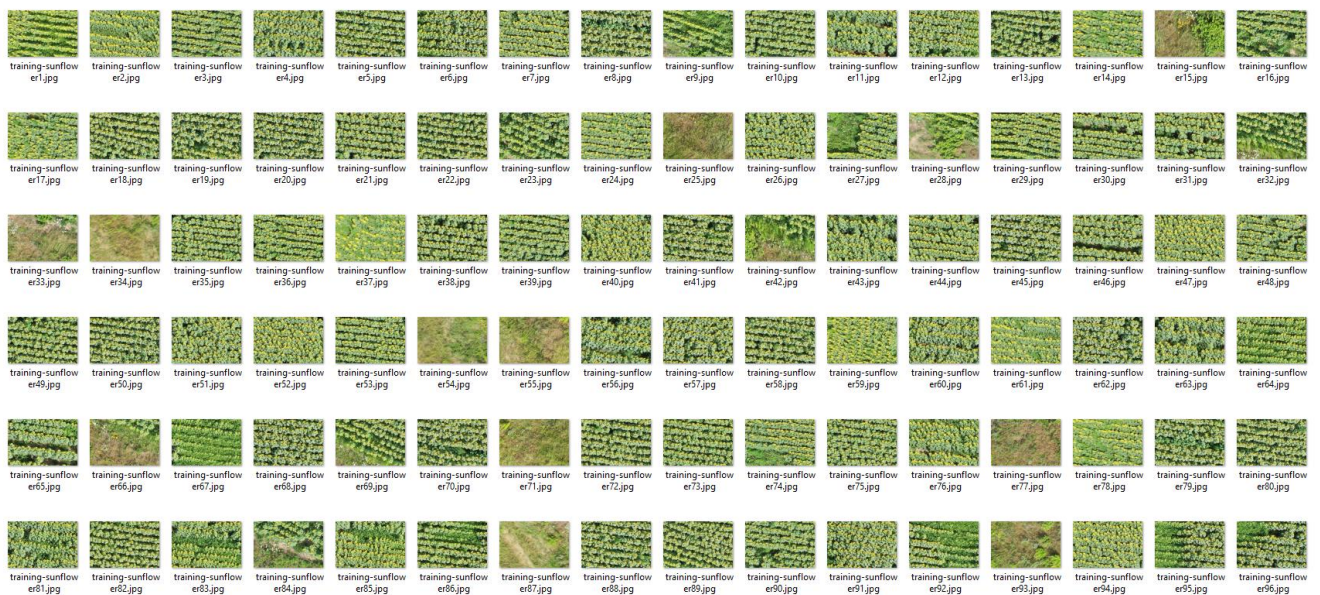 training-sunflow training-sunflow training-sunflow training-sunflow training-sunflow training-sunflow training-sunflow training-sunflow training-sunflow training-sunflow training-sunflow training-sunflow training-sunflow training-sunflow training-sunflow training-sunflow
er1.jpg er2.jpg er3.jpg er4.jpg er5.jpg er6.jpg er7.jpg er8.jpg er9.jpg er10.jpg er11.jpg er12.jpg er13.jpg er14.jpg er15.jpg er16.jpg
training-sunflow training-sunflow training-sunflow training-sunflow training-sunflow training-sunflow training-sunflow training-sunflow training-sunflow training-sunflow training-sunflow training-sunflow training-sunflow training-sunflow training-sunflow training-sunflow
er17.jpg er18.jpg er19.jpg er20.jpg er21.jpg er22.jpg er23.jpg er24.jpg er25.jpg er26.jpg er27.jpg er28.jpg er29.jpg er30.jpg er31.jpg er32.jpg
training-sunflow training-sunflow training-sunflow training-sunflow training-sunflow training-sunflow training-sunflow training-sunflow training-sunflow training-sunflow training-sunflow training-sunflow training-sunflow training-sunflow training-sunflow training-sunflow
er33.jpg er34.jpg er35.jpg er36.jpg er37.jpg er38.jpg er39.jpg er40.jpg er41.jpg er42.jpg er43.jpg er44.jpg er45.jpg er46.jpg er47.jpg er48.jpg
training-sunflow training-sunflow training-sunflow training-sunflow training-sunflow training-sunflow training-sunflow training-sunflow training-sunflow training-sunflow training-sunflow training-sunflow training-sunflow training-sunflow training-sunflow training-sunflow
er49.jpg er50.jpg er51.jpg er52.jpg er53.jpg er54.jpg er55.jpg er56.jpg er57.jpg er58.jpg er59.jpg er60.jpg er61.jpg er62.jpg er63.jpg er64.jpg
training-sunflow training-sunflow training-sunflow training-sunflow training-sunflow training-sunflow training-sunflow training-sunflow training-sunflow training-sunflow training-sunflow training-sunflow training-sunflow training-sunflow training-sunflow training-sunflow
er65.jpg er66.jpg er67.jpg er68.jpg er69.jpg er70.jpg er71.jpg er72.jpg er73.jpg er74.jpg er75.jpg er76.jpg er77.jpg er78.jpg er79.jpg er80.jpg
training-sunflow training-sunflow training-sunflow training-sunflow training-sunflow training-sunflow training-sunflow training-sunflow training-sunflow training-sunflow training-sunflow training-sunflow training-sunflow training-sunflow training-sunflow training-sunflow
er81.jpg er82.jpg er83.jpg er84.jpg er85.jpg er86.jpg er87.jpg er88.jpg er89.jpg er90.jpg er91.jpg er92.jpg er93.jpg er94.jpg er95.jpg er96.jpg